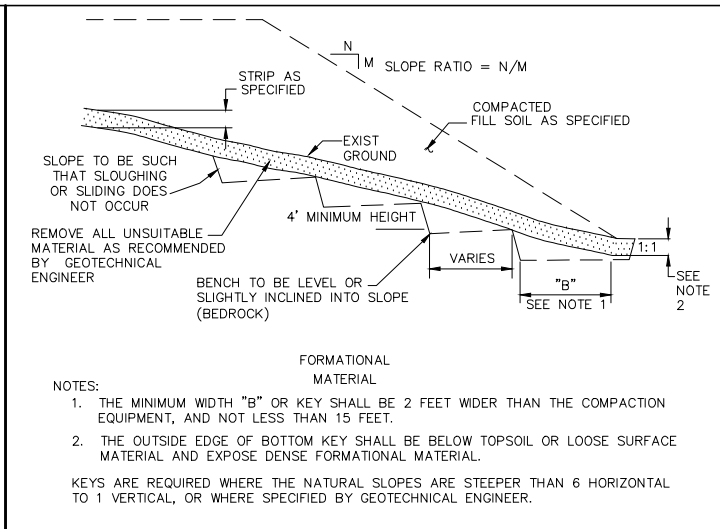 N
M SLOPE RATIO = N/M
STRIP AS
SPECIFIED
COMPACTED
FILL SOIL AS SPECIFIED
EXIST
GROUND
SLOPE TO BE SUCH
THAT SLOUGHING
OR SLIDING DOES
NOT OCCUR
4' MINIMUM HEIGHT
REMOVE ALL UNSUITABLE
MATERIAL AS RECOMMENDED
BY GEOTECHNICAL
ENGINEER
1:1
VARIES
BENCH TO BE LEVEL OR
SLIGHTLY INCLINED INTO SLOPE
(BEDROCK)
"B"
SEE NOTE 1
SEE
NOTE
2
FORMATIONAL
MATERIAL
NOTES:
1. THE MINIMUM WIDTH "B" OR KEY SHALL BE 2 FEET WIDER THAN THE COMPACTION
EQUIPMENT, AND NOT LESS THAN 15 FEET.
2. THE OUTSIDE EDGE OF BOTTOM KEY SHALL BE BELOW TOPSOIL OR LOOSE SURFACE
MATERIAL AND EXPOSE DENSE FORMATIONAL MATERIAL.
KEYS ARE REQUIRED WHERE THE NATURAL SLOPES ARE STEEPER THAN 6 HORIZONTAL
TO 1 VERTICAL, OR WHERE SPECIFIED BY GEOTECHNICAL ENGINEER.